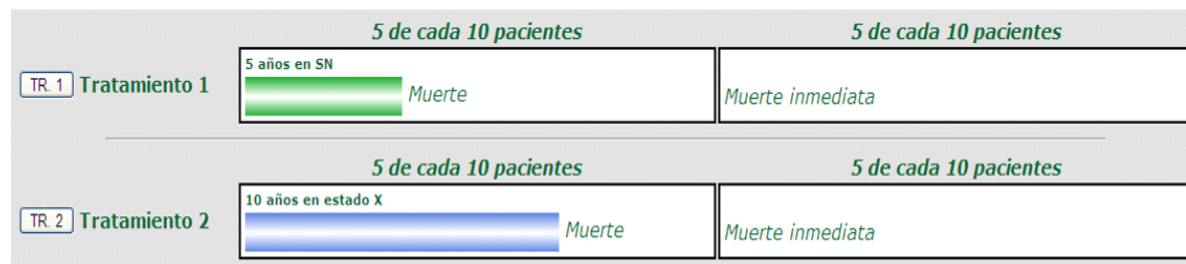 5 de cada 10 pacientes 5 de cada 10 pacientes
TR. 1 Tratamiento 1
5 años en SN
Muerte
Muerte inmediata
5 de cada 10 pacientes 5 de cada 10 pacientes
TR. 2 Tratamiento 2
10 años en estado X
Muerte
Muerte inmediata